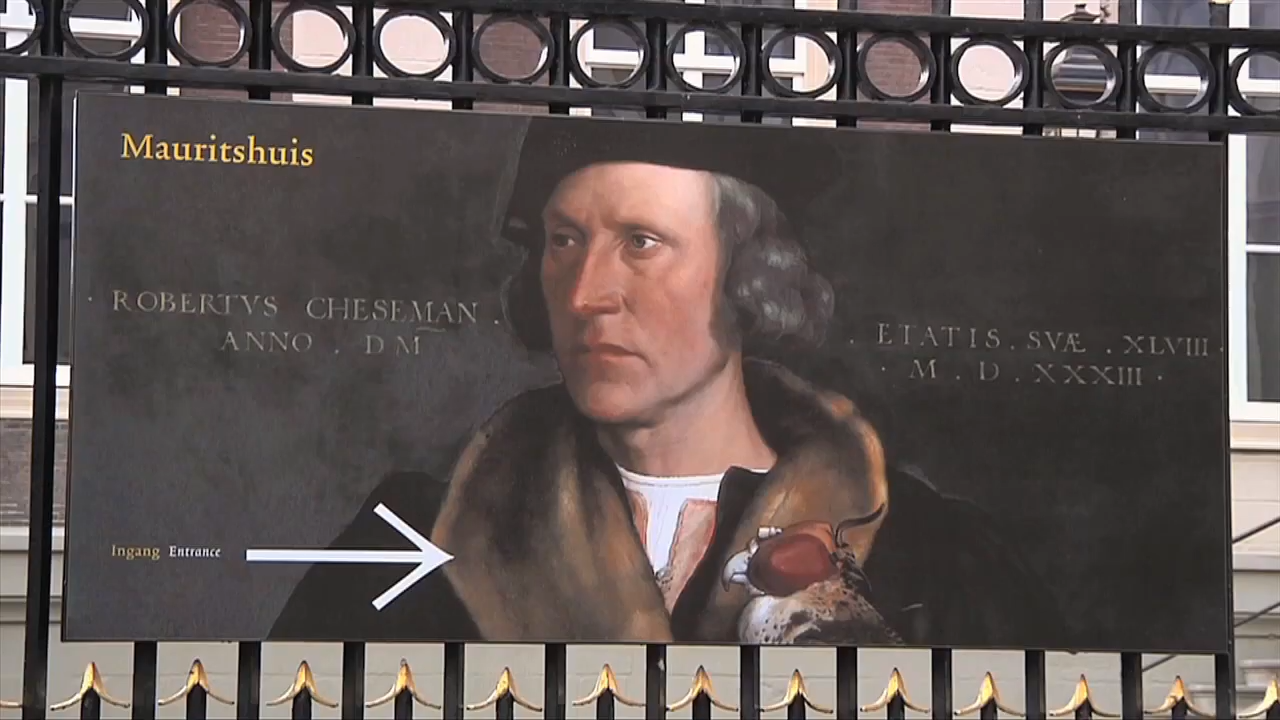 Mauritshuis
· ROBERTVS CHESEMAN .
ANNO . DM
. ETATIS . SVÆ . XLVIII ·
· M . D . XXXIII ·
Ingang Entrance